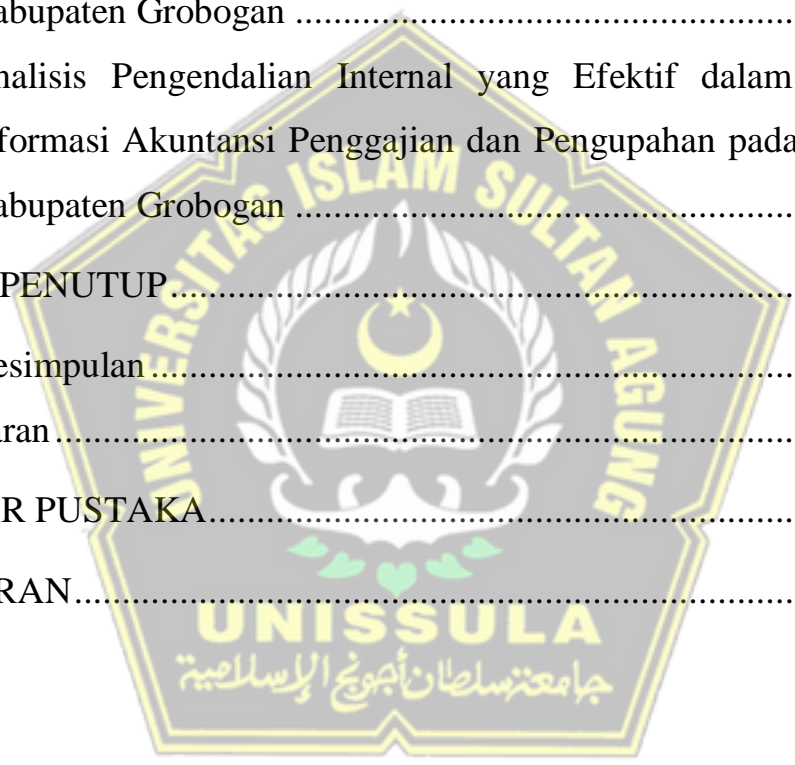 abupaten Grobogan ..................................................
nalisis Pengendalian Internal yang Efektif dalam
formasi Akuntansi Penggajian dan Pengupahan pada
abupaten Grobogan ..................................................
PENUTUP..................................................
esimpulan..................................................
aran..................................................
R PUSTAKA..................................................
RAN..................................................
UNIVERSITAS ISLAM SULTAN AGUNG
UNISSULA
جامعة سلطان أجونج الإسلامية